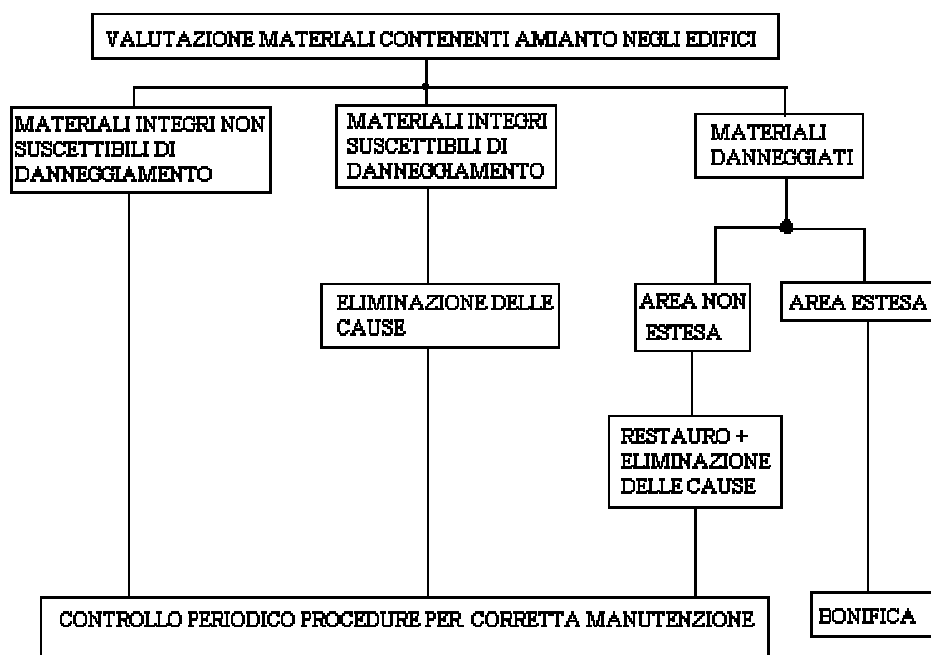 VALUTAZIONE MATERIALI CONTENENTI AMIANTO NEGLI EDIFICI
MATERIALI INTEGRI NON
SUSCETTIBILI DI
DANNEGGIAMENTO
MATERIALI INTEGRI
SUSCETTIBILI DI
DANNEGGIAMENTO
MATERIALI
DANNEGGIATI
ELIMINAZIONE DELLE
CAUSE
AREA NON
ESTESA
AREA ESTESA
RESTAURO +
ELIMINAZIONE
DELLE CAUSE
CONTROLLO PERIODICO PROCEDURE PER CORRETTA MANUTENZIONE
BONIFICA